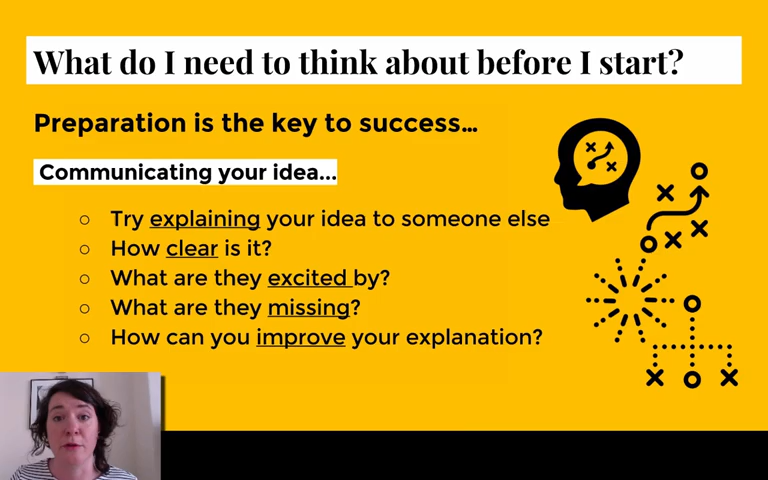 What do I need to think about before I start?
Preparation is the key to success…
Communicating your idea...
Try explaining your idea to someone else
How clear is it?
What are they excited by?
What are they missing?
How can you improve your explanation?